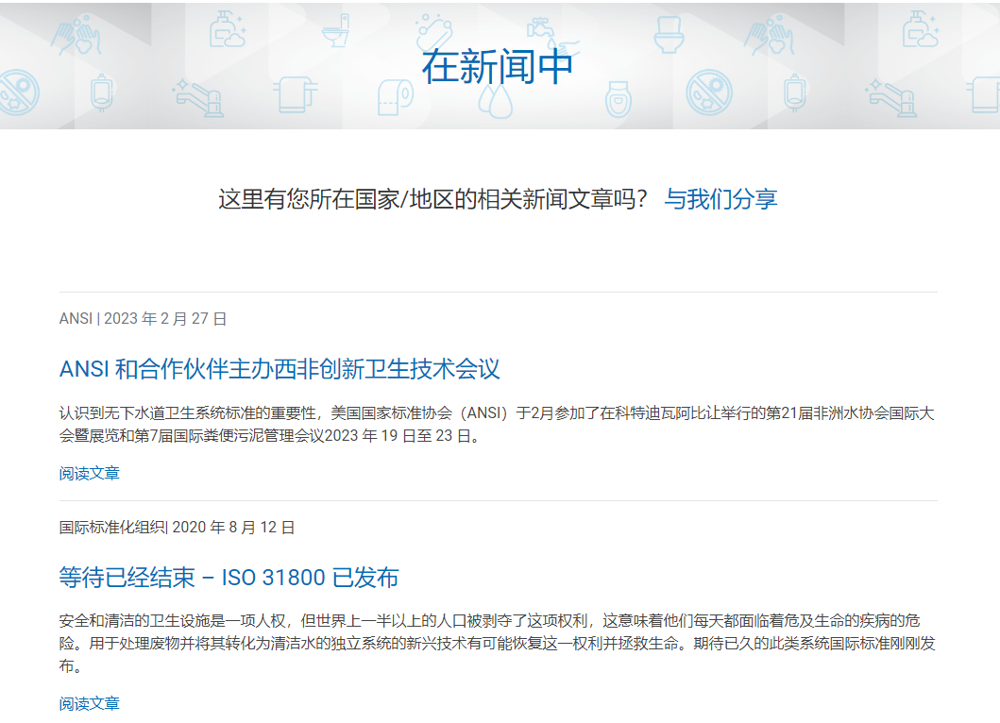 在新闻中
这里有您所在国家/地区的相关新闻文章吗? 与我们分享
ANSI | 2023 年 2 月 27 日
ANSI 和合作伙伴主办西非创新卫生技术会议
认识到无下水道卫生系统标准的重要性，美国国家标准协会（ANSI）于2月参加了在科特迪瓦阿比让举行的第21届非洲水协会国际大
会暨展览和第7届国际粪便污泥管理会议2023 年 19 日至 23 日。
阅读文章
国际标准化组织| 2020 年 8 月 12 日
等待已经结束 – ISO 31800 已发布
安全和清洁的卫生设施是一项人权，但世界上一半以上的人口被剥夺了这项权利，这意味着他们每天都面临着危及生命的疾病的危
险。用于处理废物并将其转化为清洁水的独立系统的新兴技术有可能恢复这一权利并拯救生命。期待已久的此类系统国际标准刚刚发
布。
阅读文章